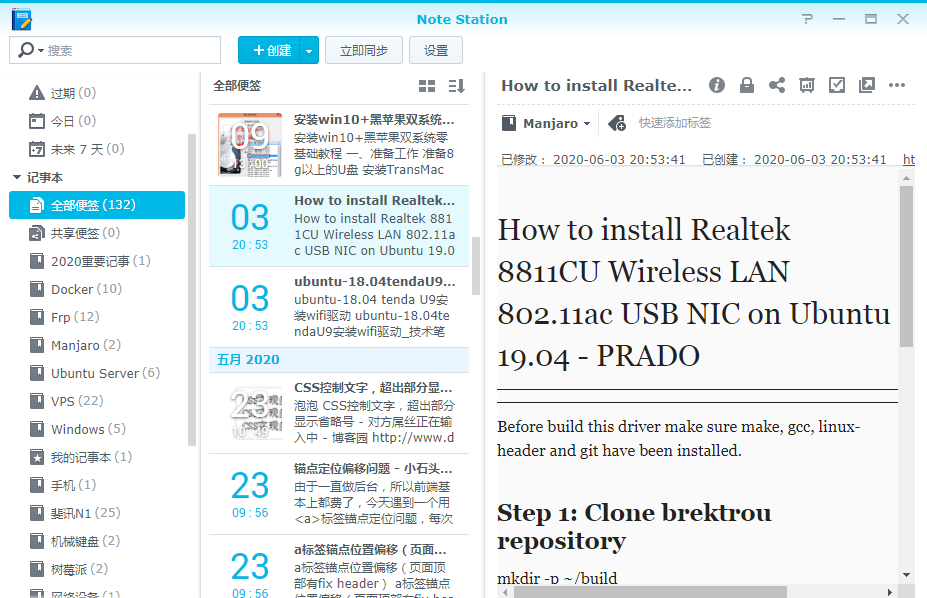 Note Station
搜索
创建
立即同步
设置
过期 (0)
今日 (0)
未来 7 天 (0)
记事本
全部便签 (132)
共享便签 (0)
2020重要记事 (1)
Docker (10)
Frp (12)
Manjaro (2)
Ubuntu Server (6)
VPS (22)
Windows (5)
我的记事本 (1)
手机 (1)
斐讯N1 (25)
机械键盘 (2)
树莓派 (2)
网络设备 (1)
全部便签
09
安装win10+黑苹果双系统...
安装win10+黑苹果双系统零
基础教程 一、准备工作 准备8
g以上的U盘 安装TransMac
03
20 : 53
How to install Realtek...
How to install Realtek 881
1CU Wireless LAN 802.11a
c USB NIC on Ubuntu 19.0
03
20 : 53
ubuntu-18.04tendaU9...
ubuntu-18.04 tenda U9安
装wifi驱动 ubuntu-18.04te
ndaU9安装wifi驱动_技术笔
五月 2020
23
CSS控制文字，超出部分显...
泡泡 CSS控制文字，超出部分
显示省略号 - 对方屌丝正在输
入中 - 博客园 http://www.d
23
09 : 56
锚点定位偏移问题 - 小石头...
由于一直做后台，所以前端基
本上都费了，今天遇到一个用
<a>标签锚点定位问题，每次
23
09 : 56
a标签锚点位置偏移（页面...
a标签锚点位置偏移（页面顶
部有fix header） a标签锚点
位置偏移（页面顶部有fix hea
How to install Realte...
Manjaro
快速添加标签
已修改： 2020-06-03 20:53:41 已创建： 2020-06-03 20:53:41 ht
How to install Realtek
8811CU Wireless LAN
802.11ac USB NIC on Ubuntu
19.04 - PRADO
Before build this driver make sure make, gcc, linux-
header and git have been installed.
Step 1: Clone brektrou
repository
mkdir -p ~/build